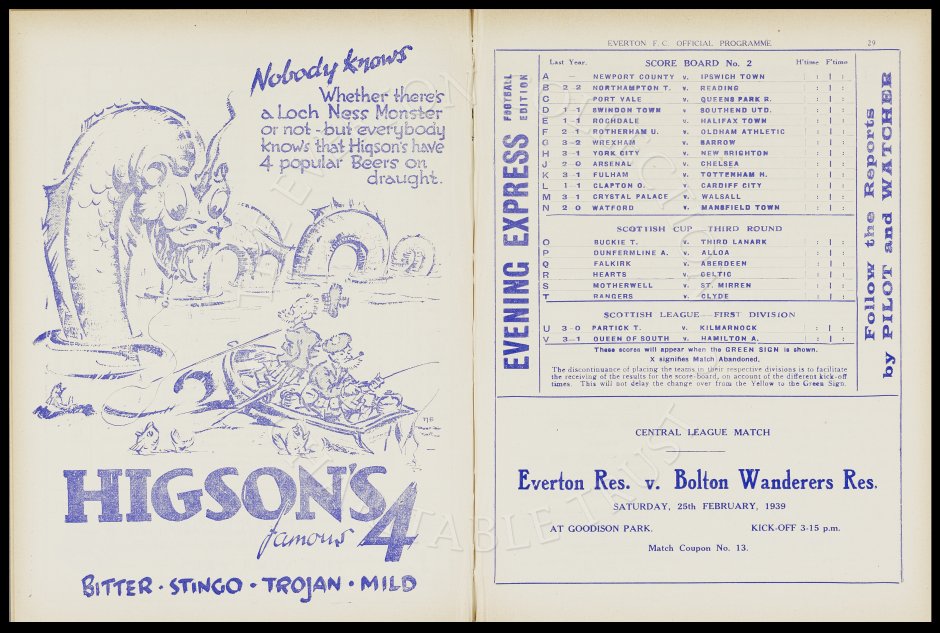 Nobody knows
Whether there's
a Loch Ness Monster
or not - but everybody
knows that Higson's have
4 popular Beers on
draught.
HIGSON'S
famous 4
BITTER · STINGO · TROJAN · MILD
EVERTON F.C. OFFICIAL PROGRAMME 29
EVENING EXPRESS FOOTBALL EDITION
Last Year. SCORE BOARD No. 2 H'time F'time
A — NEWPORT COUNTY v. IPSWICH TOWN : | :
B 2—2 NORTHAMPTON T. v. READING : | :
C PORT VALE v. QUEENS PARK R. : | :
D 1—1 SWINDON TOWN v. SOUTHEND UTD. : | :
E 1—1 ROCHDALE v. HALIFAX TOWN : | :
F 2—1 ROTHERHAM U. v. OLDHAM ATHLETIC : | :
G 3—2 WREXHAM v. BARROW : | :
H 3—1 YORK CITY v. NEW BRIGHTON : | :
J 2—0 ARSENAL v. CHELSEA : | :
K 3—1 FULHAM v. TOTTENHAM H. : | :
L 1—1 CLAPTON O. v. CARDIFF CITY : | :
M 3—1 CRYSTAL PALACE v. WALSALL : | :
N 2—0 WATFORD v. MANSFIELD TOWN : | :
SCOTTISH CUP—THIRD ROUND
O BUCKIE T. v. THIRD LANARK : | :
P DUNFERMLINE A. v. ALLOA : | :
Q FALKIRK v. ABERDEEN : | :
R HEARTS v. CELTIC : | :
S MOTHERWELL v. ST. MIRREN : | :
T RANGERS v. CLYDE : | :
SCOTTISH LEAGUE—FIRST DIVISION
U 3—0 PARTICK T. v. KILMARNOCK : | :
V 3—1 QUEEN OF SOUTH v. HAMILTON A. : | :
These scores will appear when the GREEN SIGN is shown.
X signifies Match Abandoned.
The discontinuance of placing the teams in their respective divisions is to facilitate
the receiving of the results for the score-board, on account of the different kick-off
times. This will not delay the change over from the Yellow to the Green Sign.
Follow the Reports
by PILOT and WATCHER
CENTRAL LEAGUE MATCH
Everton Res. v. Bolton Wanderers Res.
SATURDAY, 25th FEBRUARY, 1939
AT GOODISON PARK. KICK-OFF 3-15 p.m.
Match Coupon No. 13.